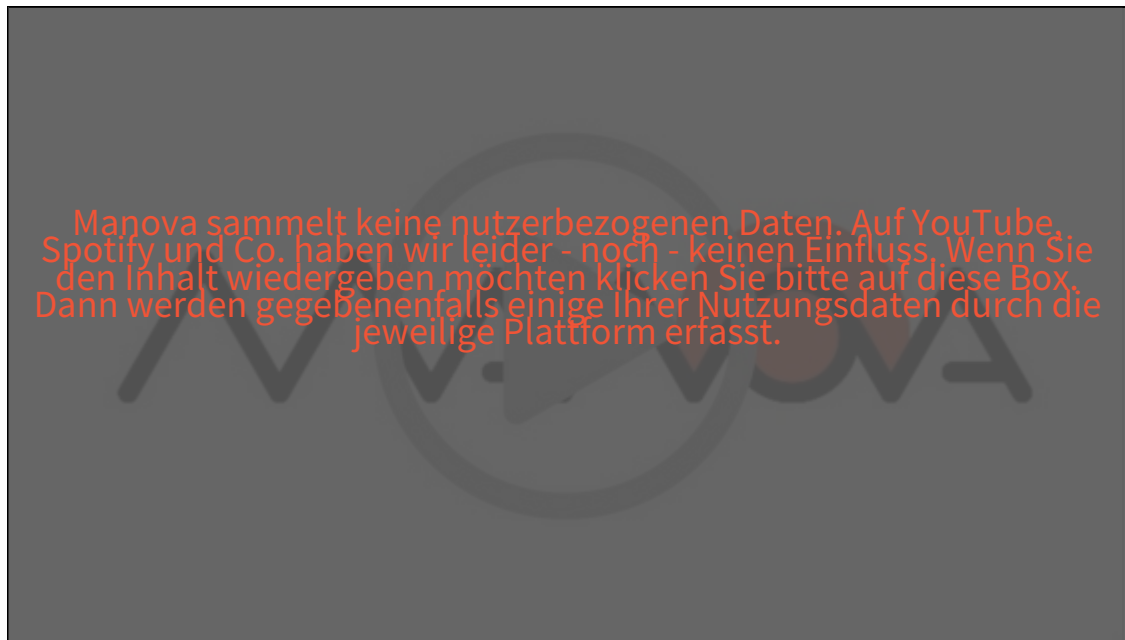 Manova sammelt keine nutzerbezogenen Daten. Auf YouTube,
Spotify und Co. haben wir leider - noch - keinen Einfluss. Wenn Sie
den Inhalt wiedergeben möchten klicken Sie bitte auf diese Box.
Dann werden gegebenenfalls einige Ihrer Nutzungsdaten durch die
jeweilige Plattform erfasst.
MANOVA